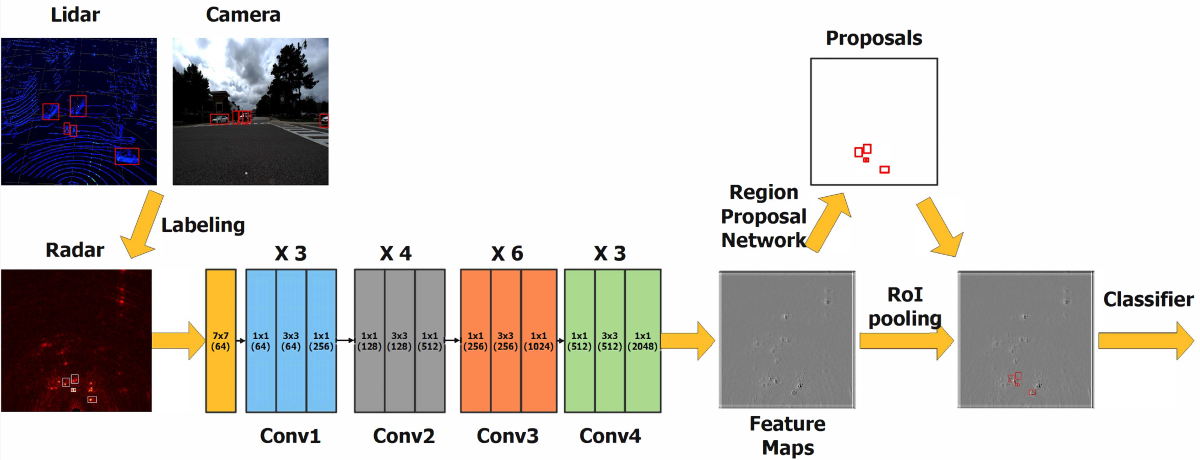 Lidar
Camera
Proposals
Labeling
Region
Proposal
Network
Radar
X 3
X 4
X 6
X 3
7x7
(64)
1x1
(64)
3x3
(64)
1x1
(256)
1x1
(128)
3x3
(128)
1x1
(512)
1x1
(256)
3x3
(256)
1x1
(1024)
1x1
(512)
3x3
(512)
1x1
(2048)
RoI
pooling
Classifier
Conv1
Conv2
Conv3
Conv4
Feature
Maps